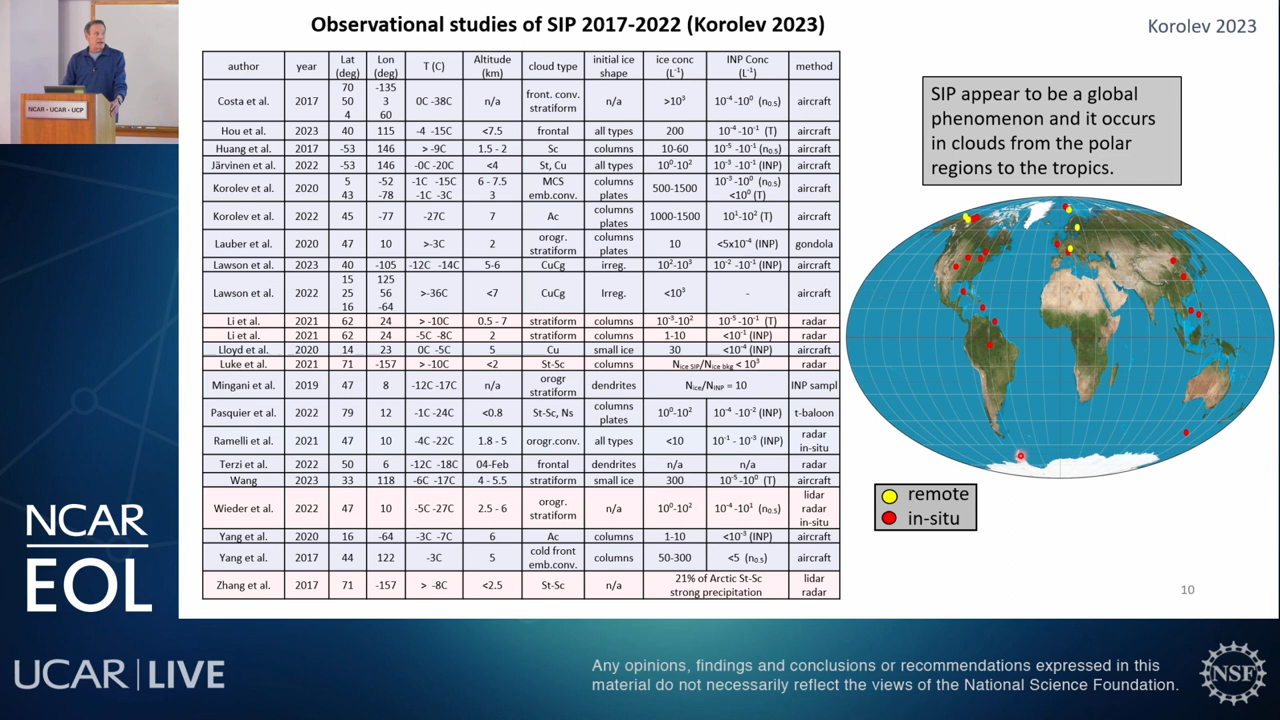 Observational studies of SIP 2017-2022 (Korolev 2023)
Korolev 2023
author year Lat (deg) Lon (deg) T (C) Altitude (km) cloud type initial ice shape ice conc (L⁻¹) INP Conc (L⁻¹) method
Costa et al. 2017 70 50 4 -135 3 60 0C -38C n/a front. conv. stratiform n/a >10³ 10⁻⁴ -10⁰ (n₀.₅) aircraft
Hou et al. 2023 40 115 -4 -15C <7.5 frontal all types 200 10⁻⁴ -10⁻¹ (T) aircraft
Huang et al. 2017 -53 146 > -9C 1.5 - 2 Sc columns 10-60 10⁻⁵ -10⁻¹ (n₀.₅) aircraft
Järvinen et al. 2022 -53 146 -0C -20C <4 St, Cu all types 10⁰-10² 10⁻³ -10⁻¹ (INP) aircraft
Korolev et al. 2020 5 43 -52 -78 -1C -15C -1C -3C 6 - 7.5 3 MCS emb.conv. columns plates 500-1500 10⁻³ -10⁰ (n₀.₅) <10⁰ (T) aircraft
Korolev et al. 2022 45 -77 -27C 7 Ac columns plates 1000-1500 10¹-10² (T) aircraft
Lauber et al. 2020 47 10 >-3C 2 orogr. stratiform columns plates 10 <5x10⁻⁴ (INP) gondola
Lawson et al. 2023 40 -105 -12C -14C 5-6 CuCg irreg. 10²-10³ 10⁻² -10⁻¹ (INP) aircraft
Lawson et al. 2022 15 25 16 125 56 -64 >-36C <7 CuCg Irreg. <10³ - aircraft
Li et al. 2021 62 24 > -10C 0.5 - 7 stratiform columns 10⁻³-10² 10⁻⁵ -10⁻¹ (T) radar
Li et al. 2021 62 24 -5C -8C 2 stratiform columns 1-10 <10⁻¹ (INP) radar
Lloyd et al. 2020 14 23 0C -5C 5 Cu small ice 30 <10⁻⁴ (INP) aircraft
Luke et al. 2021 71 -157 > -10C <2 St-Sc columns Nice SIP/Nice bkg < 10³ radar
Mingani et al. 2019 47 8 -12C -17C n/a orogr stratiform dendrites Nice/NINP = 10 INP sampl
Pasquier et al. 2022 79 12 -1C -24C <0.8 St-Sc, Ns columns plates 10⁰-10² 10⁻⁴ -10⁻² (INP) t-baloon
Ramelli et al. 2021 47 10 -4C -22C 1.8 - 5 orogr.conv. all types <10 10⁻¹ - 10⁻³ (INP) radar in-situ
Terzi et al. 2022 50 6 -12C -18C 04-Feb frontal dendrites n/a n/a radar
Wang 2023 33 118 -6C -17C 4 - 5.5 stratiform small ice 300 10⁻⁵ -10⁰ (T) aircraft
Wieder et al. 2022 47 10 -5C -27C 2.5 - 6 orogr. stratiform n/a 10⁰-10² 10⁻⁴ -10¹ (n₀.₅) lidar radar in-situ
Yang et al. 2020 16 -64 -3C -7C 6 Ac columns 1-10 <10⁻³ (INP) aircraft
Yang et al. 2017 44 122 -3C 5 cold front emb.conv. columns 50-300 <5 (n₀.₅) aircraft
Zhang et al. 2017 71 -157 > -8C <2.5 St-Sc n/a 21% of Arctic St-Sc strong precipitation lidar radar
SIP appear to be a global
phenomenon and it occurs
in clouds from the polar
regions to the tropics.
remote
in-situ
10
NCAR • UCAR • UCP
NCAR
EOL
UCAR | LIVE
Any opinions, findings and conclusions or recommendations expressed in this
material do not necessarily reflect the views of the National Science Foundation.
NSF